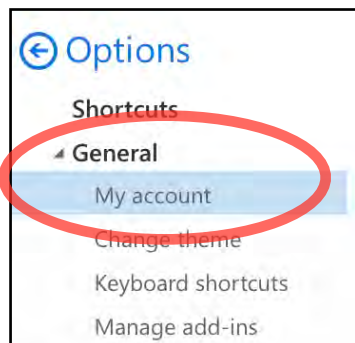 Options
Shortcuts
General
My account
Change theme
Keyboard shortcuts
Manage add-ins